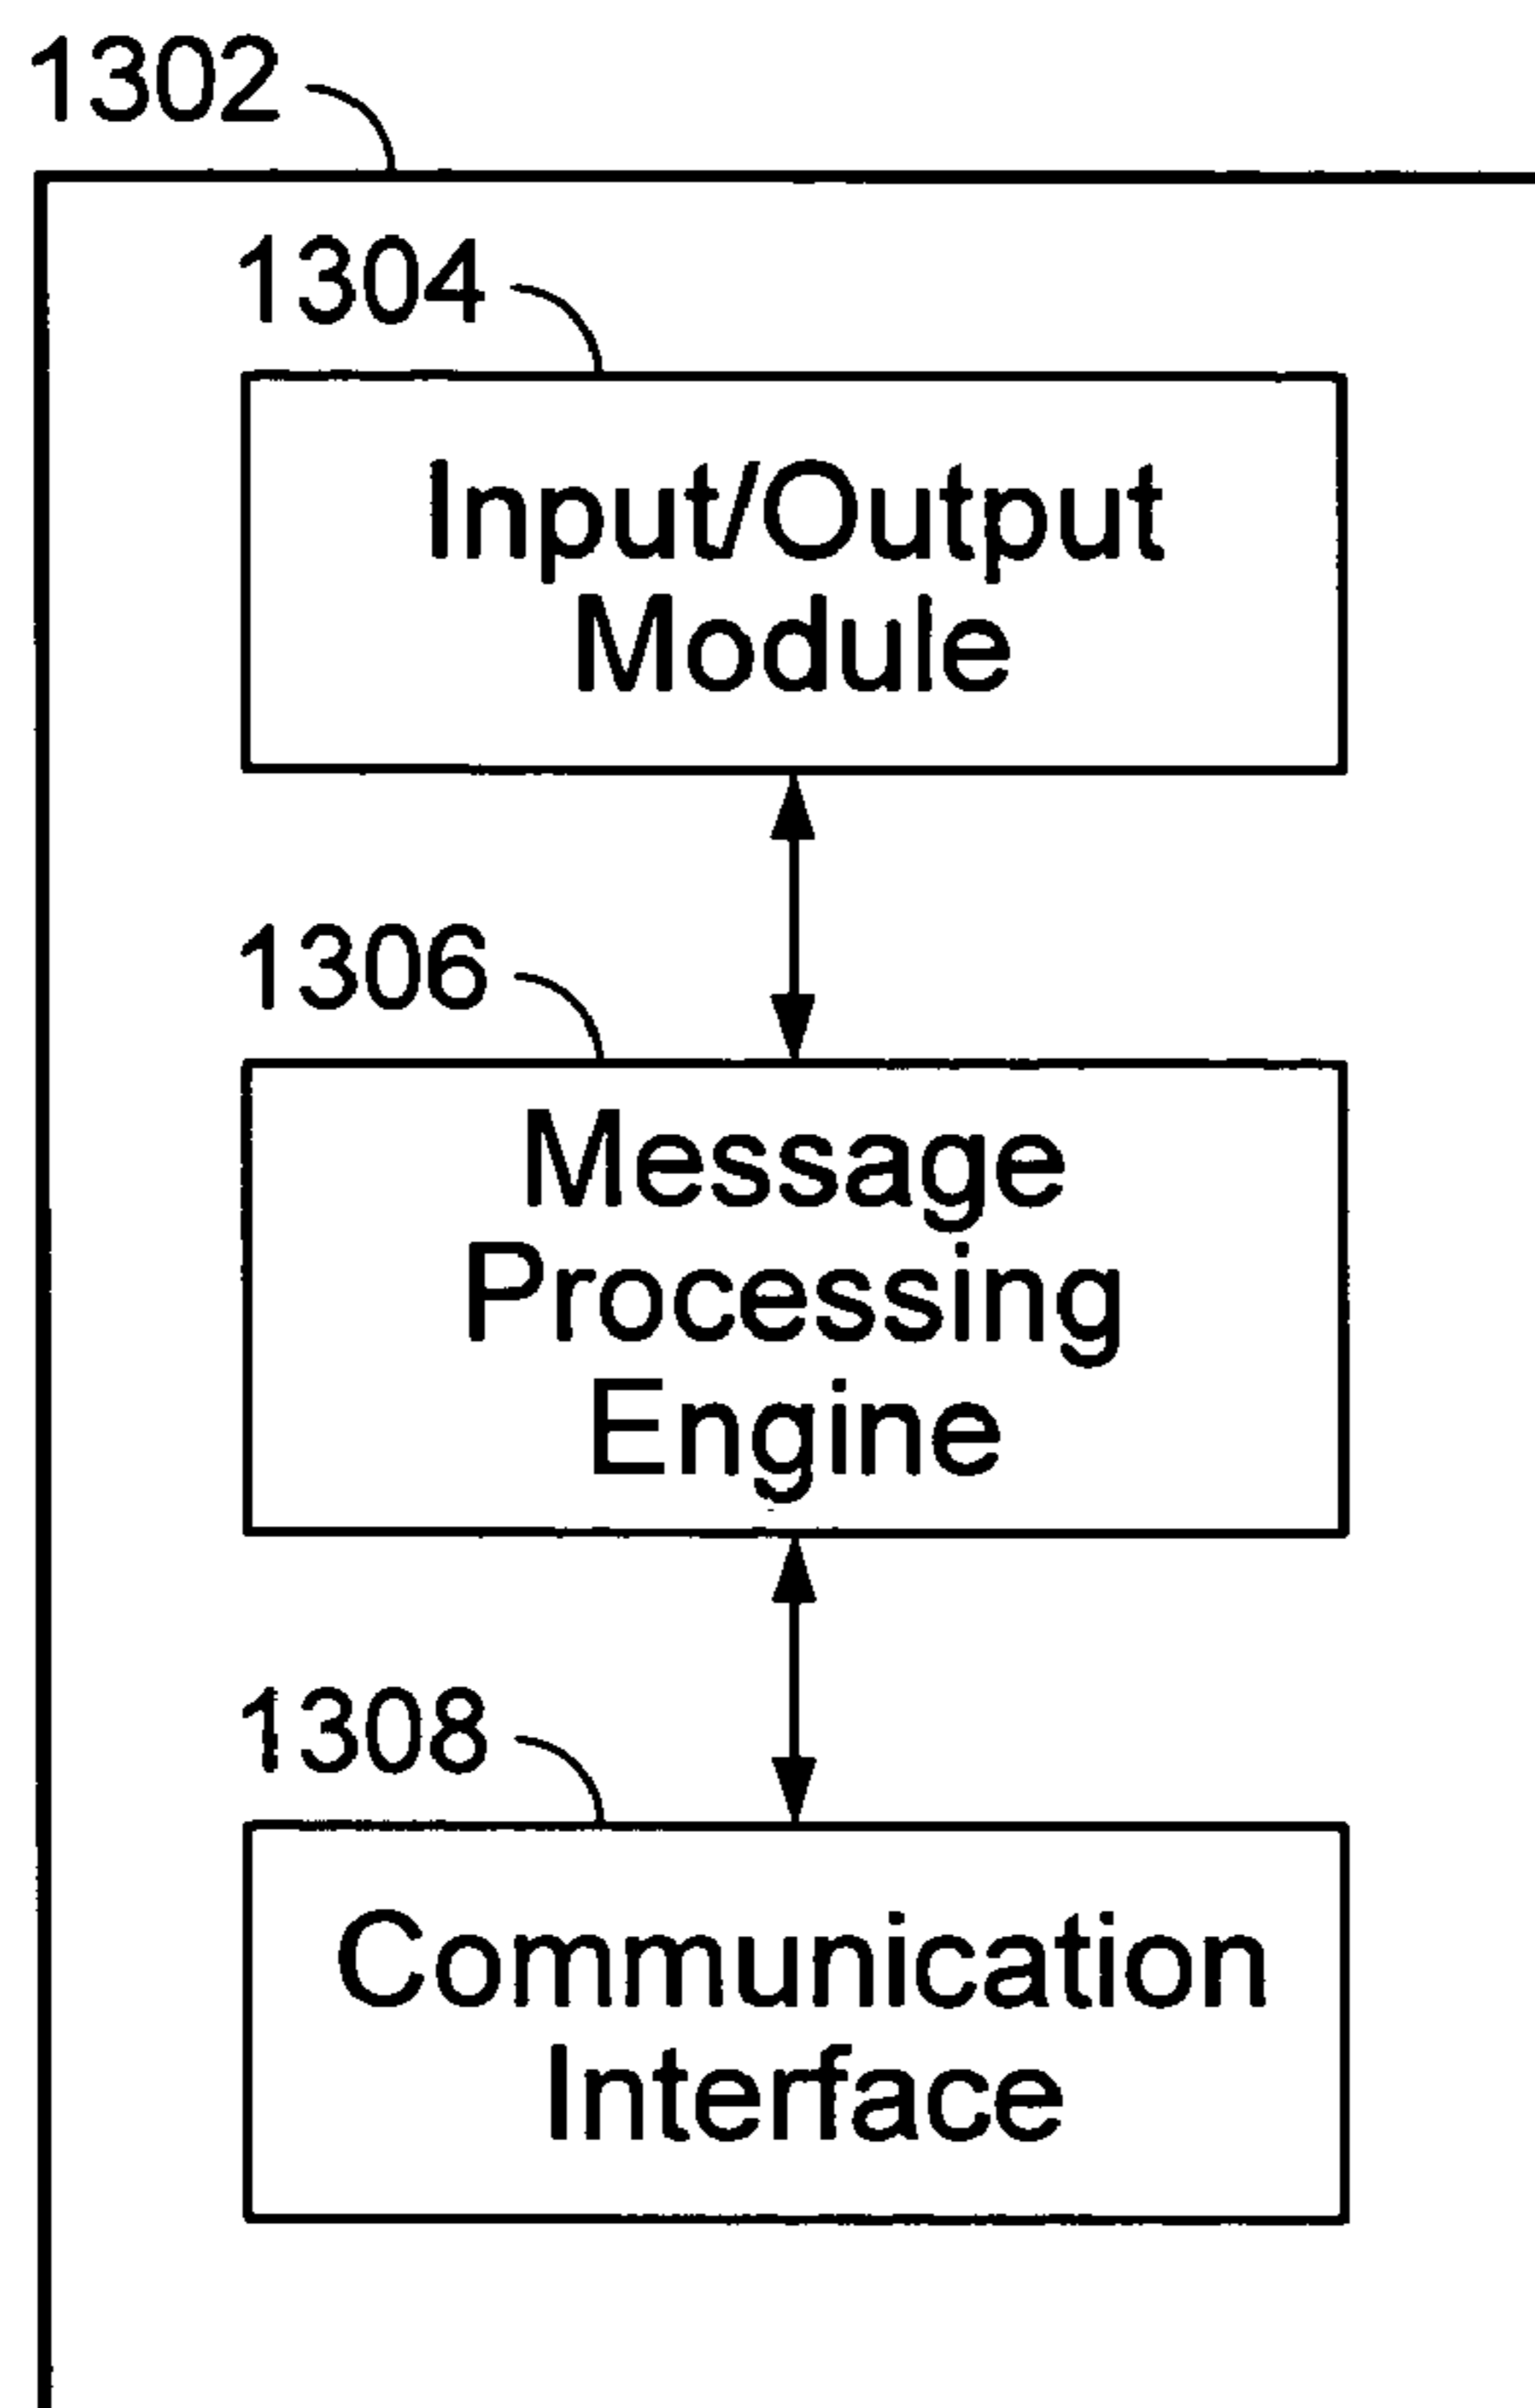 1302
1304
Input/Output
Module
1306
Message
Processing
Engine
1308
Communication
Interface